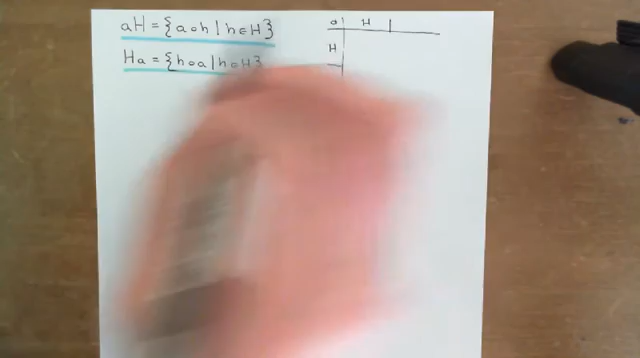 aH = {a∘h | h∈H}
Ha = {h∘a | h∈H}
∘ H
H